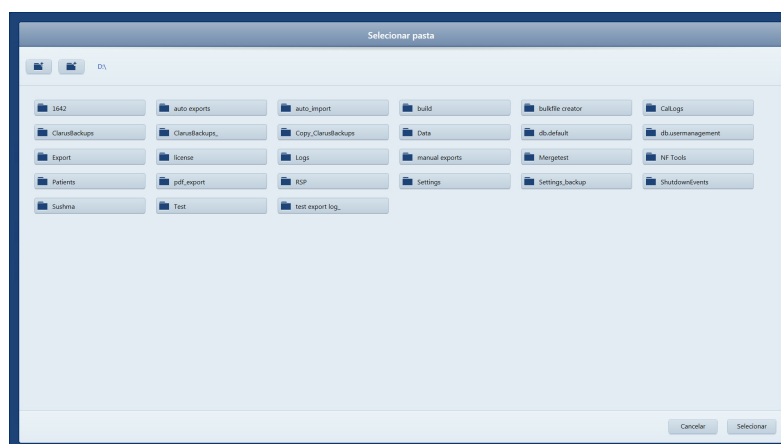 Selecionar pasta
D:\
1642 auto exports auto_import build bulkfile creator CalLogs
ClarusBackups ClarusBackups_ Copy_ClarusBackups Data db.default db.usermanagement
Export license Logs manual exports Mergetest NF Tools
Patients pdf_export RSP Settings Settings_backup ShutdownEvents
Sushma Test test export log_
Cancelar Selecionar